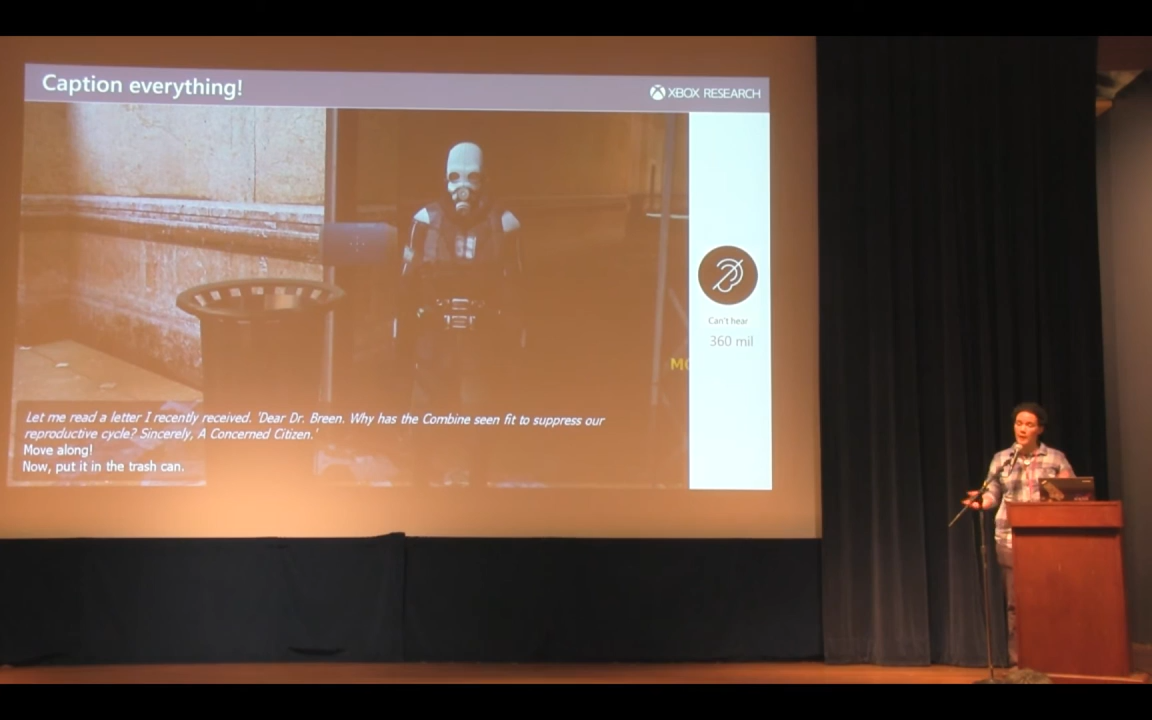 Caption everything!
XBOX RESEARCH
Can't hear
360 mil
Let me read a letter I recently received. 'Dear Dr. Breen. Why has the Combine seen fit to suppress our
reproductive cycle? Sincerely, A Concerned Citizen.'
Move along!
Now, put it in the trash can.